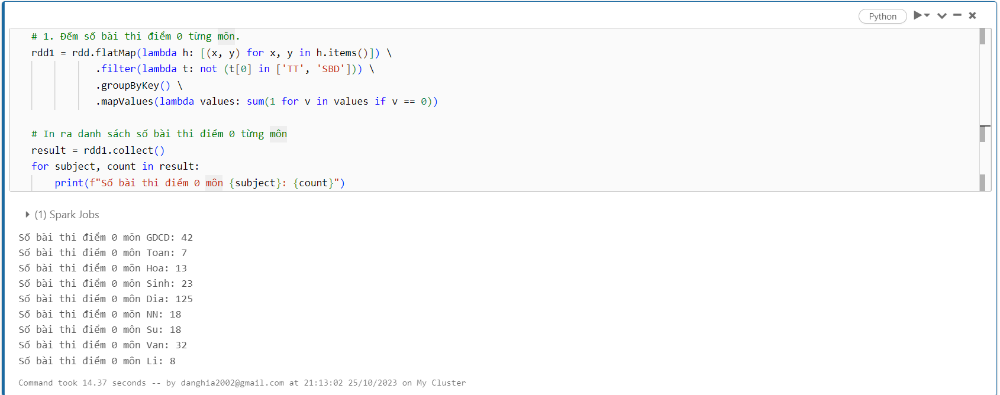 Python
# 1. Đếm số bài thi điểm 0 từng môn.
rdd1 = rdd.flatMap(lambda h: [(x, y) for x, y in h.items()]) \
.filter(lambda t: not (t[0] in ['TT', 'SBD'])) \
.groupByKey() \
.mapValues(lambda values: sum(1 for v in values if v == 0))
# In ra danh sách số bài thi điểm 0 từng môn
result = rdd1.collect()
for subject, count in result:
print(f"Số bài thi điểm 0 môn {subject}: {count}")
(1) Spark Jobs
Số bài thi điểm 0 môn GDCD: 42
Số bài thi điểm 0 môn Toan: 7
Số bài thi điểm 0 môn Hoa: 13
Số bài thi điểm 0 môn Sinh: 23
Số bài thi điểm 0 môn Dia: 125
Số bài thi điểm 0 môn NN: 18
Số bài thi điểm 0 môn Su: 18
Số bài thi điểm 0 môn Van: 32
Số bài thi điểm 0 môn Li: 8
Command took 14.37 seconds -- by danghia2002@gmail.com at 21:13:02 25/10/2023 on My Cluster